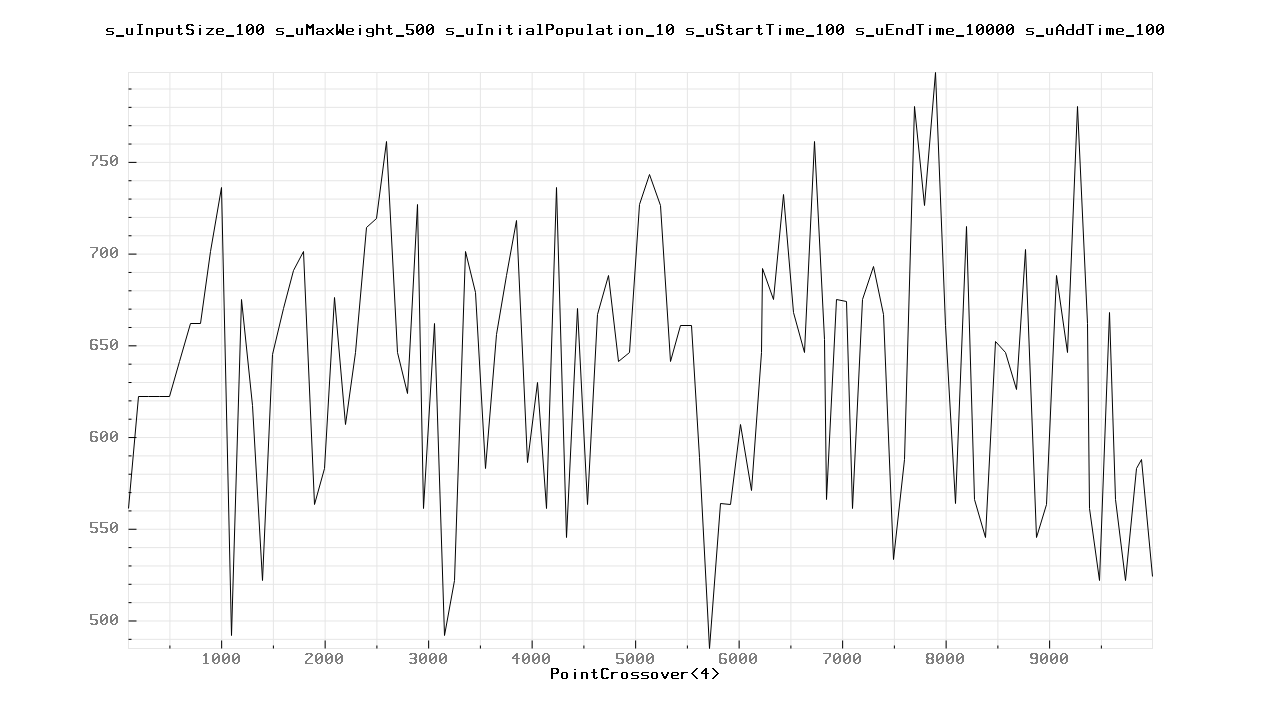 s_uInputSize_100 s_uMaxWeight_500 s_uInitialPopulation_10 s_uStartTime_100 s_uEndTime_10000 s_uAddTime_100
750
700
650
600
550
500
1000 2000 3000 4000 5000 6000 7000 8000 9000
PointCrossover<4>